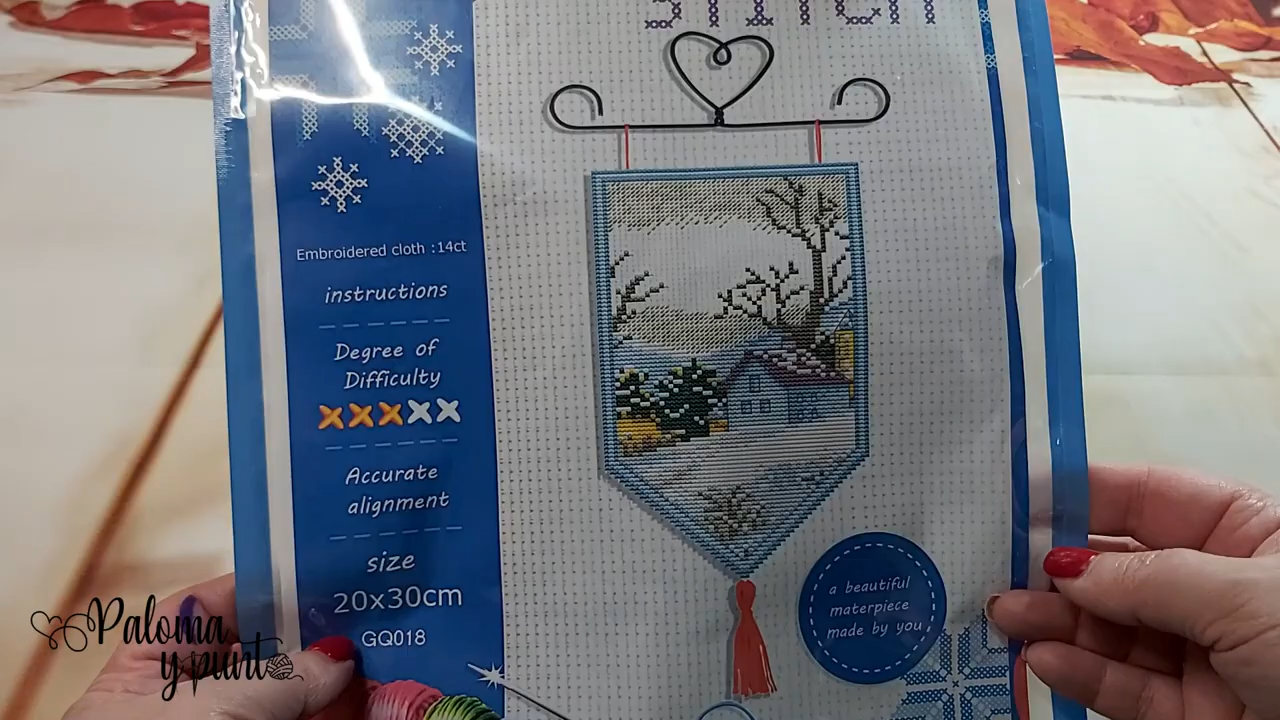 STITCH
Embroidered cloth :14ct
instructions
Degree of
Difficulty
Accurate
alignment
size
20x30cm
GQ018
a beautiful
materpiece
made by you
Paloma
y punto